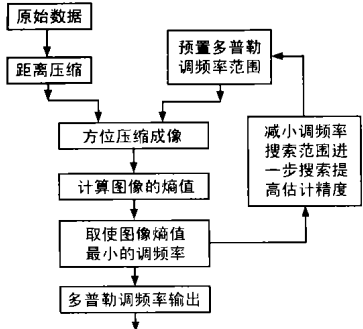 原始数据
距离压缩
预置多普勒
调频率范围
方位压缩成像
计算图像的熵值
取使图像熵值
最小的调频率
多普勒调频率输出
减小调频率
搜索范围进
一步搜索提
高估计精度